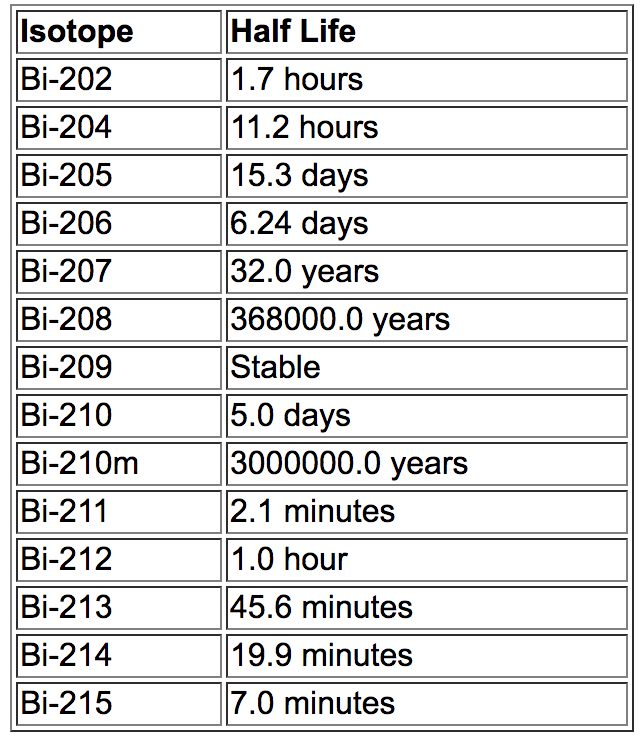 Isotope Half Life
Bi-202 1.7 hours
Bi-204 11.2 hours
Bi-205 15.3 days
Bi-206 6.24 days
Bi-207 32.0 years
Bi-208 368000.0 years
Bi-209 Stable
Bi-210 5.0 days
Bi-210m 3000000.0 years
Bi-211 2.1 minutes
Bi-212 1.0 hour
Bi-213 45.6 minutes
Bi-214 19.9 minutes
Bi-215 7.0 minutes